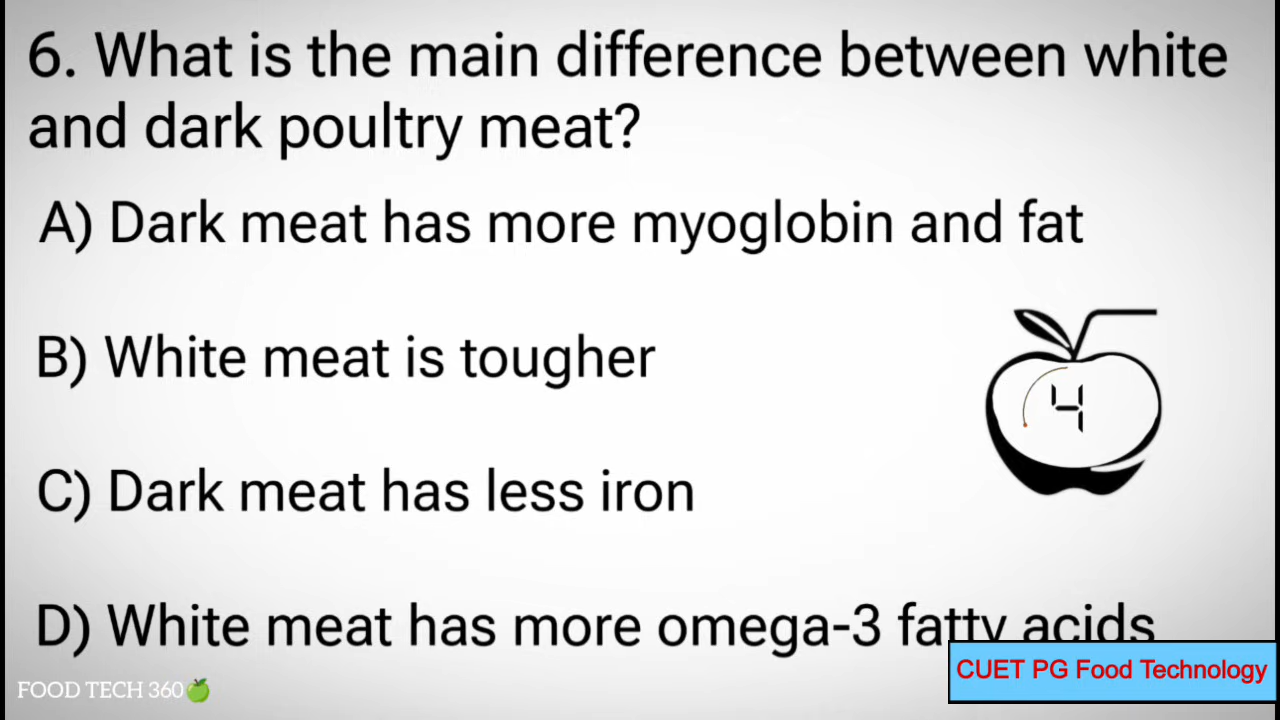 6. What is the main difference between white
and dark poultry meat?
A) Dark meat has more myoglobin and fat
4
B) White meat is tougher
C) Dark meat has less iron
D) White meat has more omega-3 fatty acids
CUET PG Food Technology
FOOD TECH 360